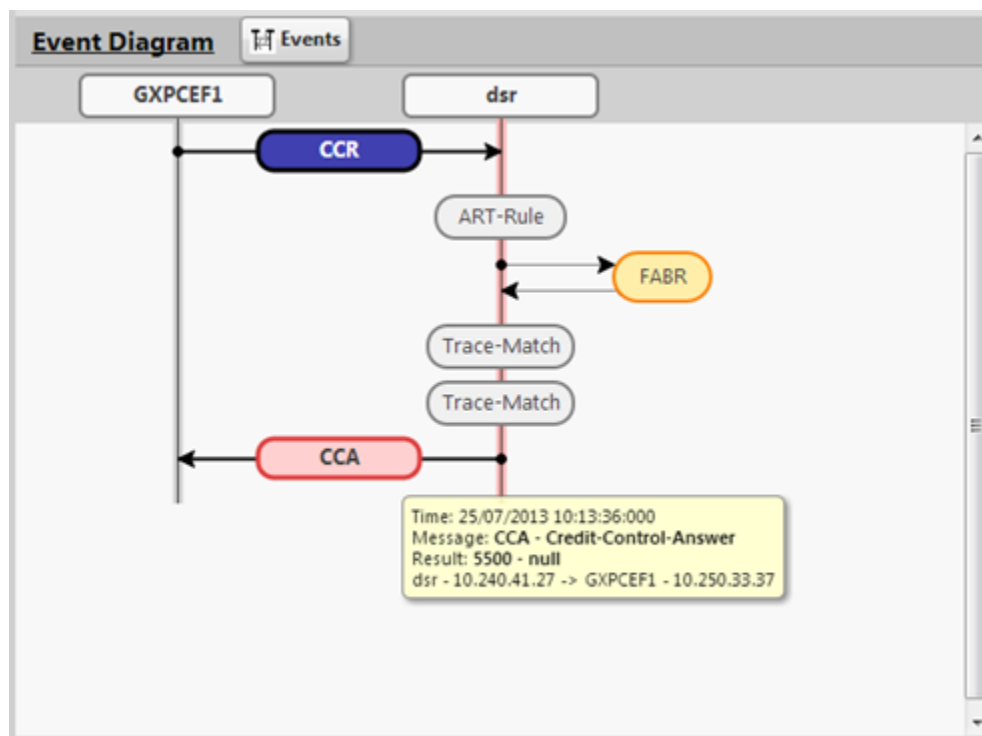 Event Diagram Events
GXPCEF1 dsr
CCR
ART-Rule
FABR
Trace-Match
Trace-Match
CCA
Time: 25/07/2013 10:13:36:000
Message: CCA - Credit-Control-Answer
Result: 5500 - null
dsr - 10.240.41.27 -> GXPCEF1 - 10.250.33.37